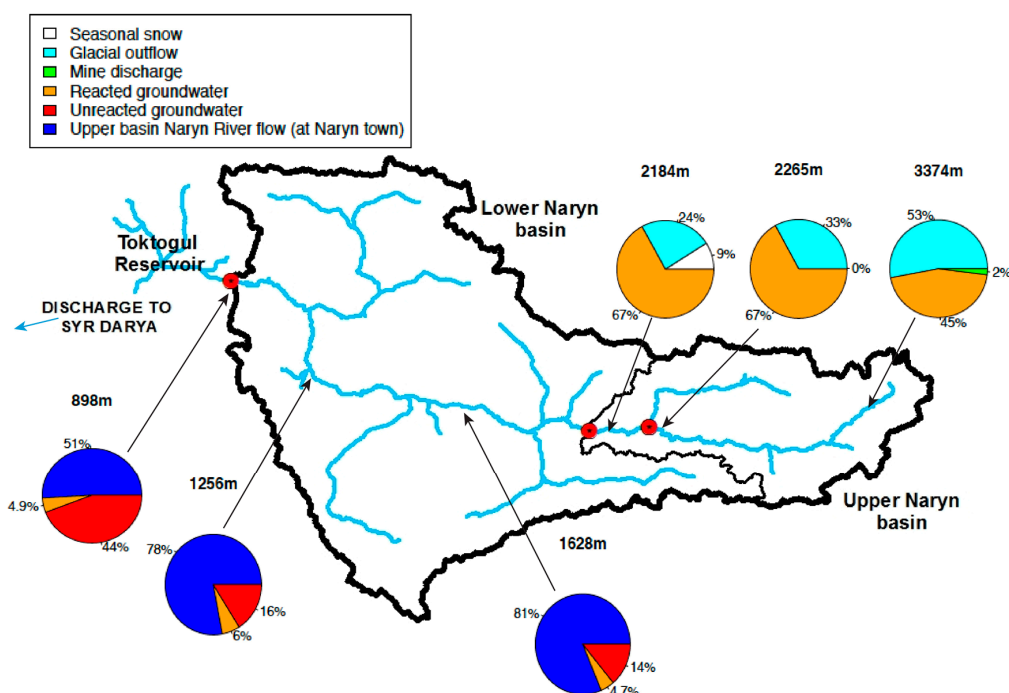 Seasonal snow
Glacial outflow
Mine discharge
Reacted groundwater
Unreacted groundwater
Upper basin Naryn River flow (at Naryn town)
2184m
2265m
3374m
24%
9%
67%
33%
0%
67%
53%
2%
45%
Lower Naryn
basin
Toktogul
Reservoir
DISCHARGE TO
SYR DARYA
898m
51%
4.9%
44%
1256m
78%
16%
6%
1628m
81%
14%
4.7%
Upper Naryn
basin